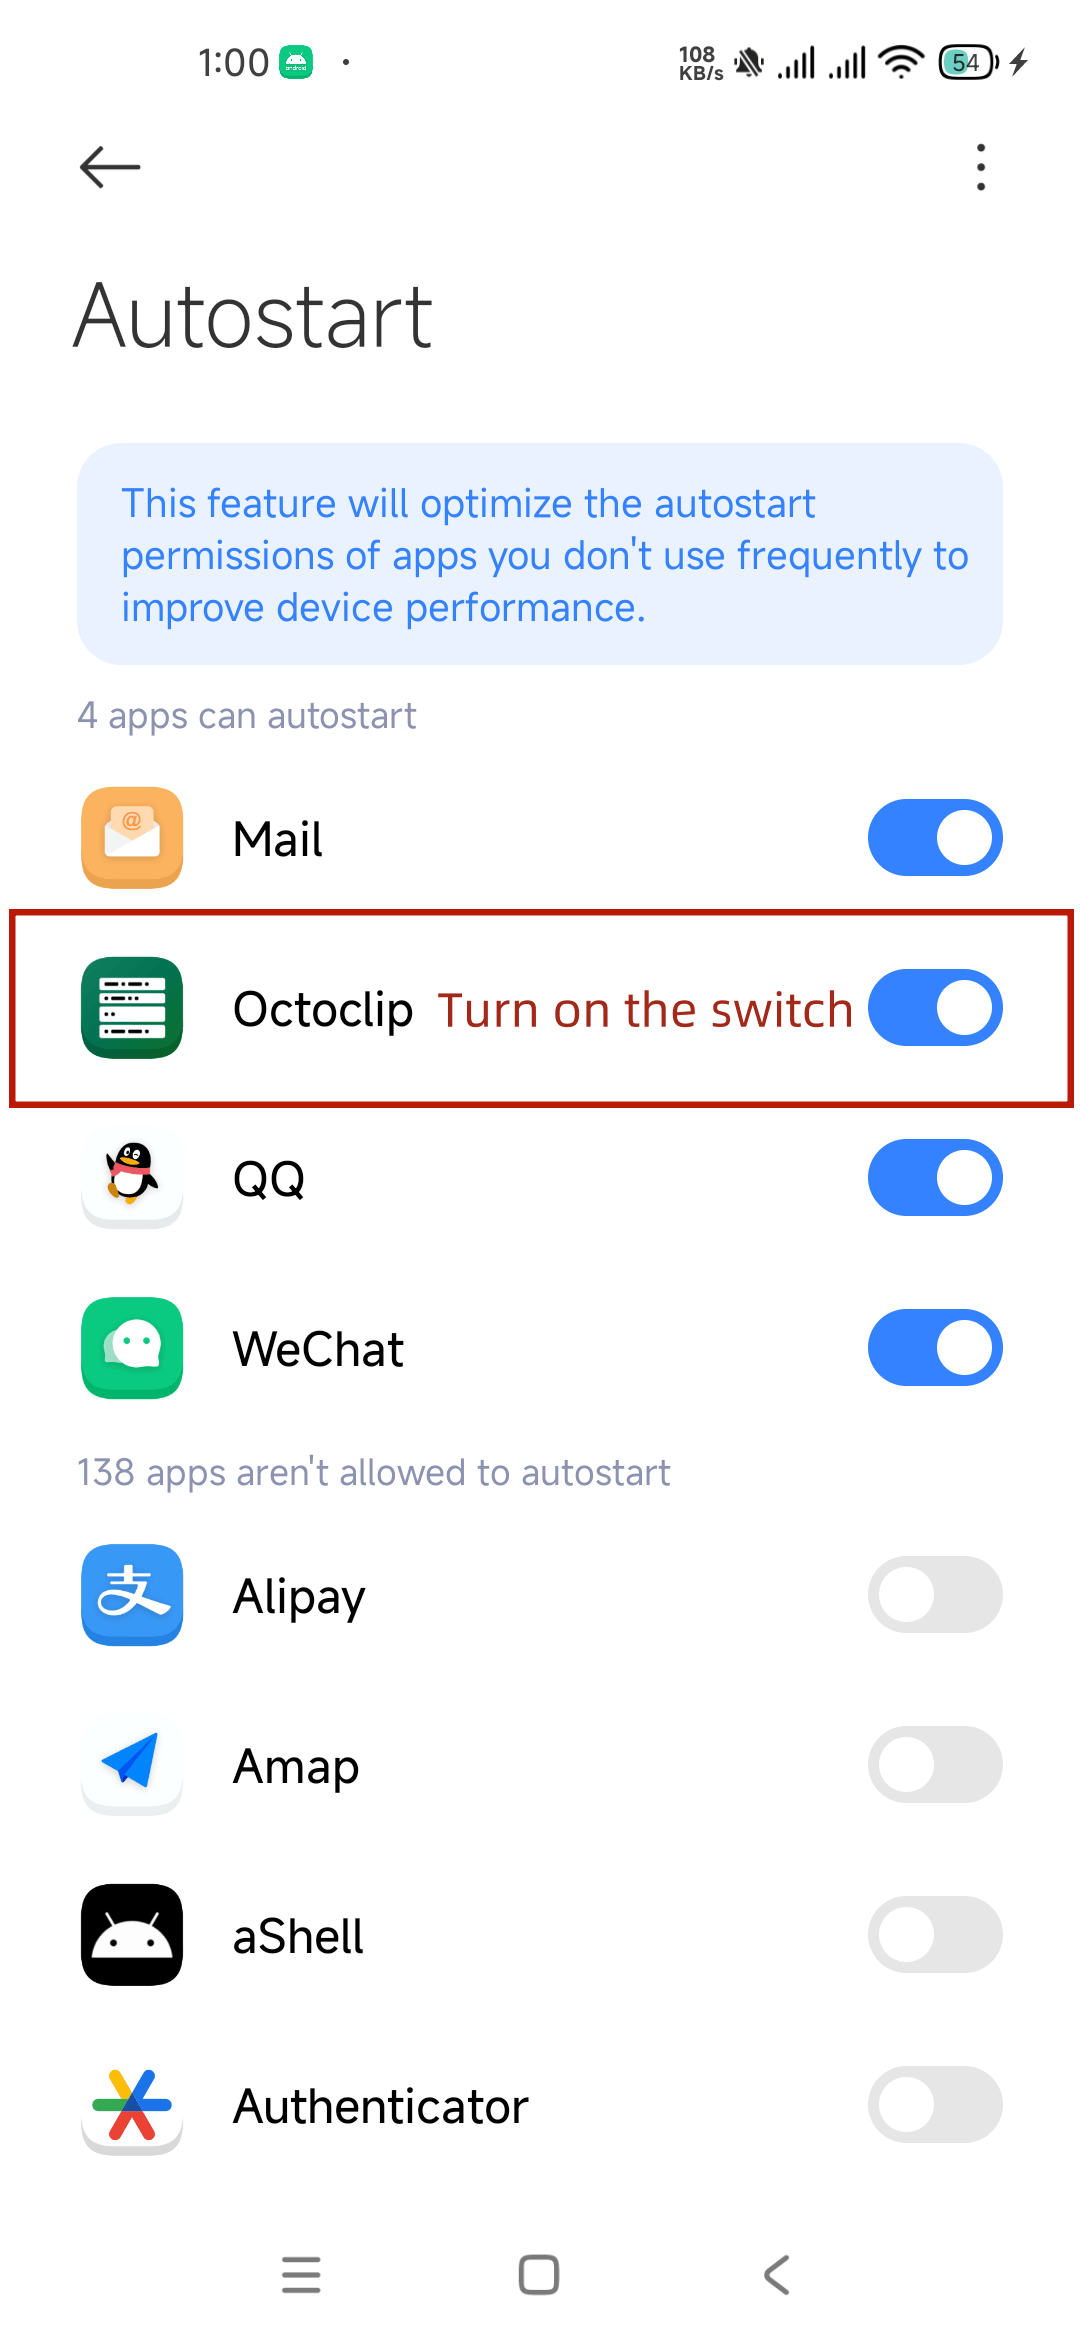 1:00
108
KB/s
54
Autostart
This feature will optimize the autostart
permissions of apps you don't use frequently to
improve device performance.
4 apps can autostart
@
Mail
Octoclip Turn on the switch
QQ
WeChat
138 apps aren't allowed to autostart
支
Alipay
Amap
aShell
Authenticator